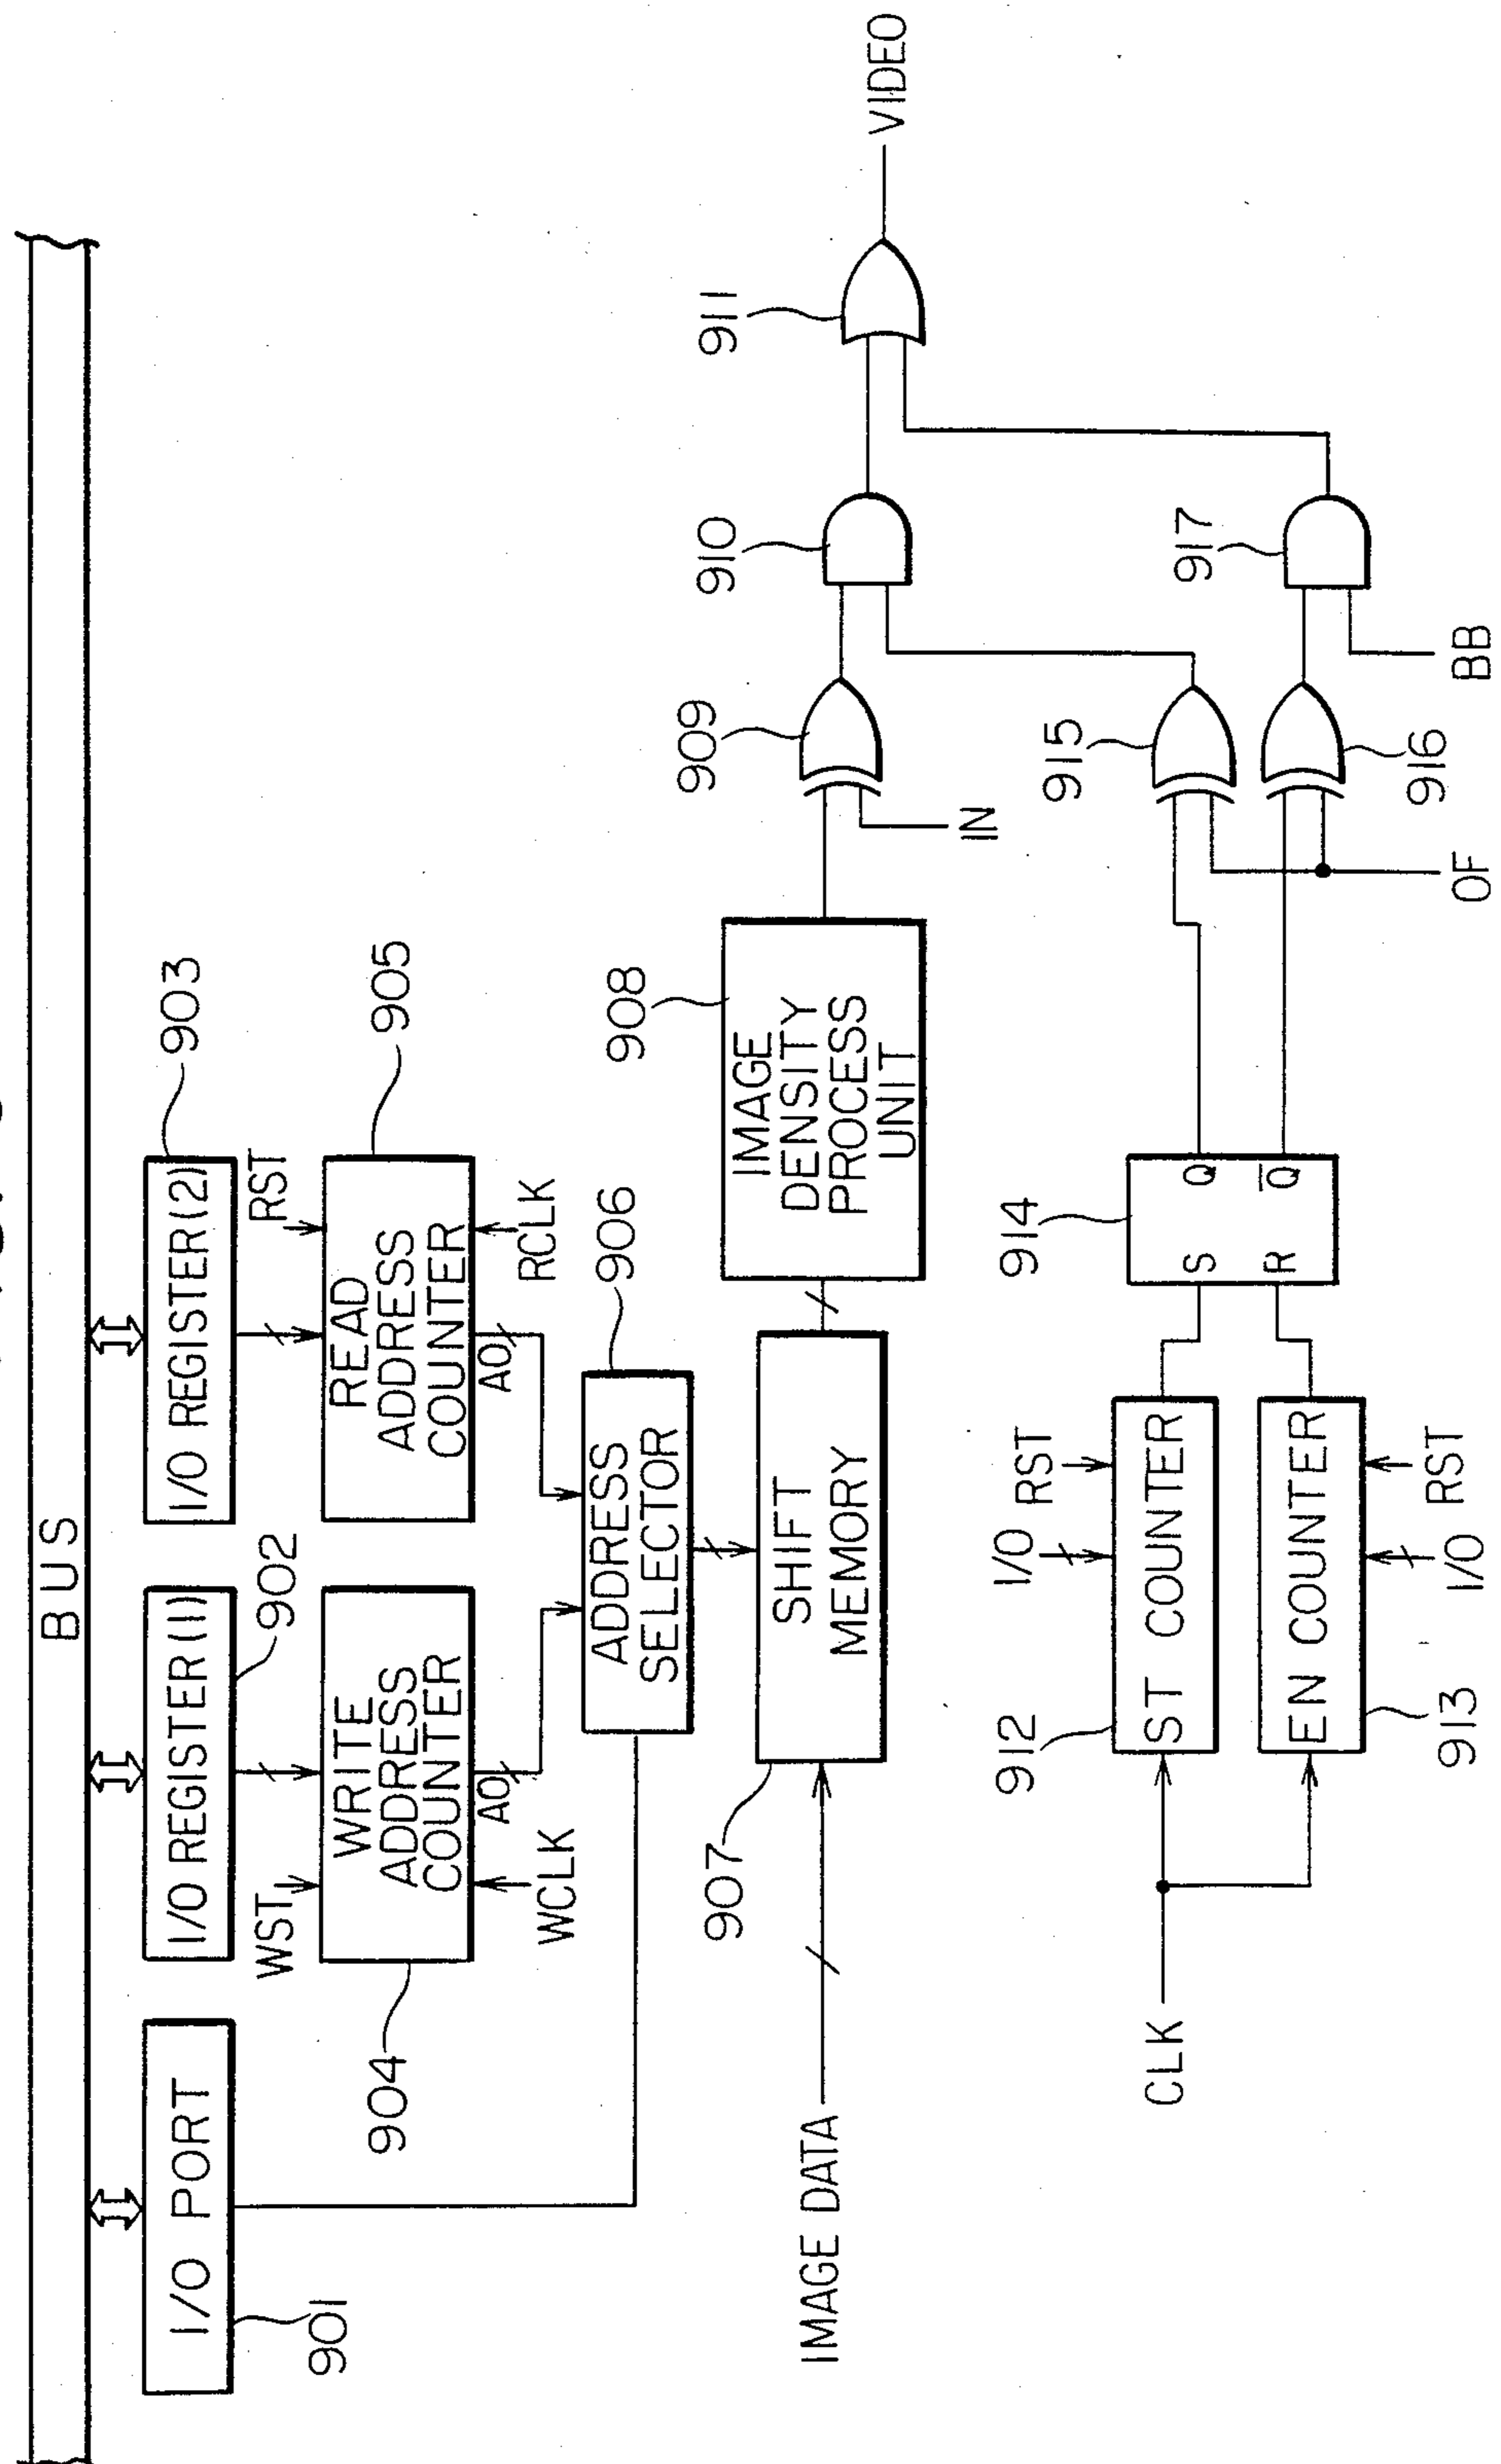 BUS
I/O PORT
901
I/O REGISTER(1)
902
I/O REGISTER(2)
903
WST
WRITE
ADDRESS
COUNTER
904
WCLK
A0
RST
READ
ADDRESS
COUNTER
905
RCLK
A0
ADDRESS
SELECTOR
906
IMAGE DATA
SHIFT
MEMORY
907
IMAGE
DENSITY
PROCESS
UNIT
908
909
IN
910
911
VIDEO
CLK
912
ST COUNTER
I/O
RST
EN COUNTER
913
I/O
RST
914
S
Q
R
Q̅
915
916
OF
917
BB